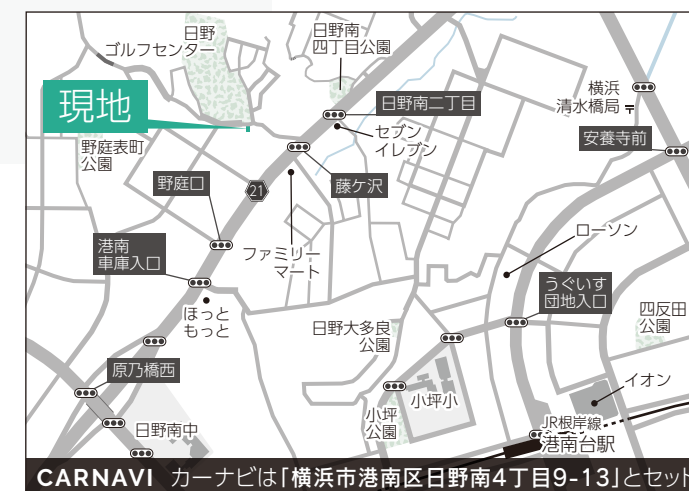 日野
ゴルフセンター
日野南
四丁目公園
現地
野庭表町
公園
日野南二丁目
セブン
イレブン
横浜
清水橋局
安養寺前
野庭口
21
藤ケ沢
港南
車庫入口
ファミリー
マート
ローソン
ほっと
もっと
うぐいす
団地入口
日野大多良
公園
四反田
公園
原乃橋西
日野南中
小坪
公園
小坪小
イオン
JR根岸線
港南台駅
CARNAVI カーナビは「横浜市港南区日野南4丁目9-13」とセット